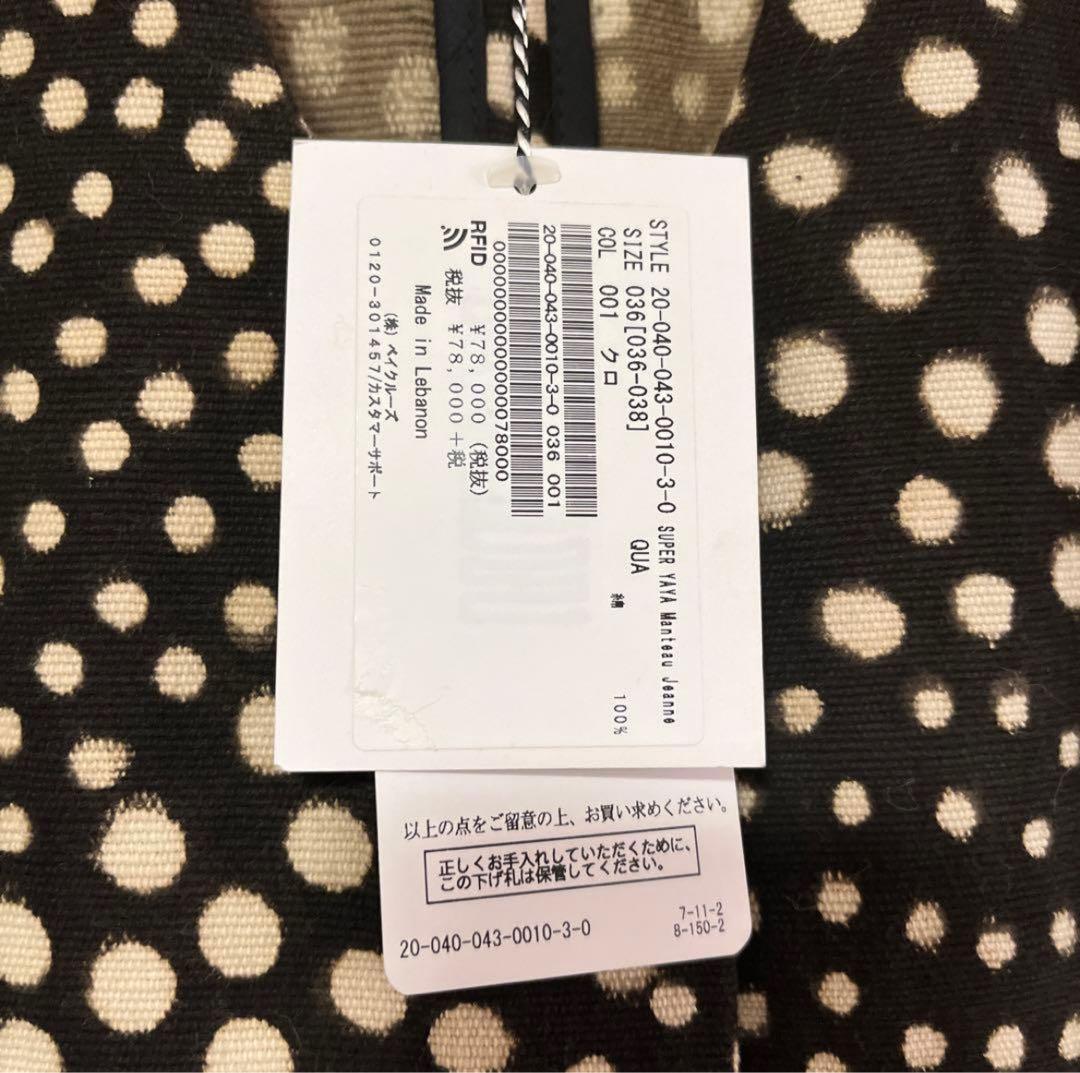 STYLE 20-040-043-0010-3-0 SUPER YAYA Manteau Jeanne
SIZE 036[036-038] QUA
COL 001 クロ 綿 100%
20-040-043-0010-3-0 036 001
0000000000000078000
RFID ¥78,000 (税抜)
税抜 ¥78,000+税
Made in Lebanon
(株) ベイクルーズ
0120-301457/カスタマーサポート
以上の点をご留意の上、お買い求めください。
正しくお手入れしていただくために、
この下げ札は保管してください。
20-040-043-0010-3-0
7-11-2
8-150-2